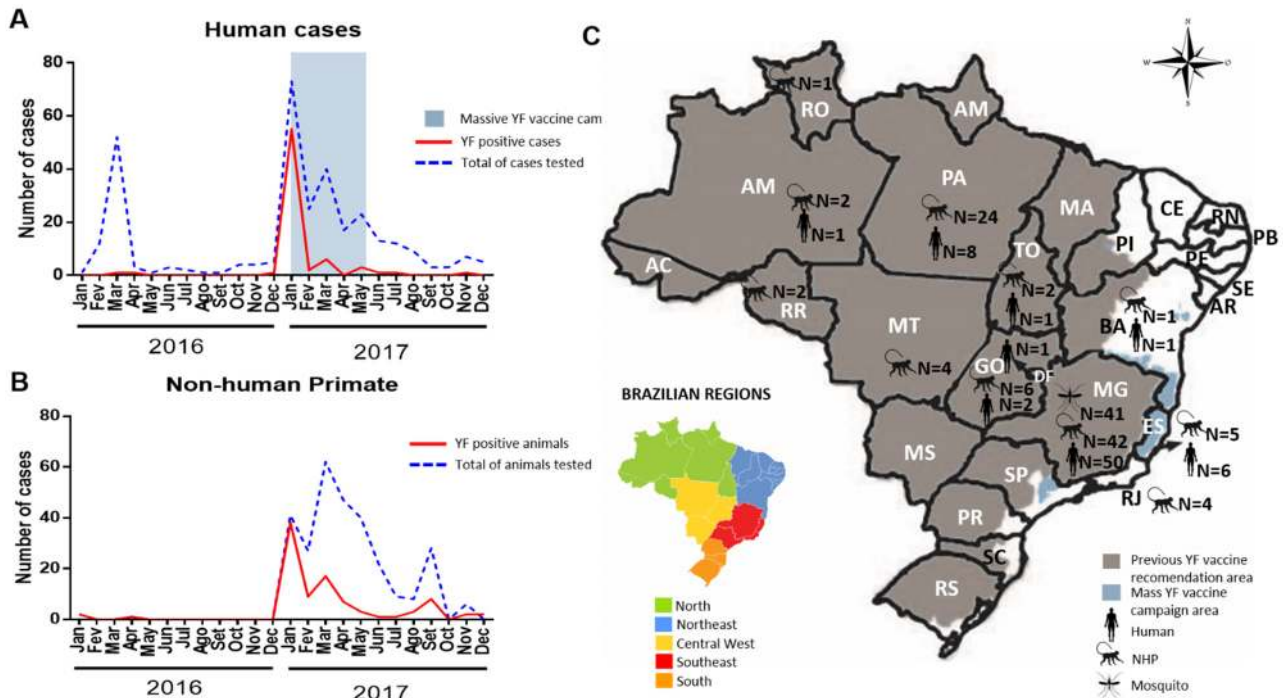 A
Human cases
80
60
40
20
0
Number of cases
Massive YF vaccine cam
YF positive cases
Total of cases tested
Jan Fev Mar Apr May Jun Jul Ago Set Oct Nov Dec Jan Fev Mar Apr May Jun Jul Ago Set Oct Nov Dec
2016 2017
B
Non-human Primate
80
60
40
20
0
Number of cases
YF positive animals
Total of animals tested
Jan Fev Mar Apr May Jun Jul Ago Set Oct Nov Dec Jan Fev Mar Apr May Jun Jul Ago Set Oct Nov Dec
2016 2017
C
N
W O
S
N=1
RO
AM
AM
N=2
N=1
PA
N=24
N=8
MA
CE
RN
PB
PI
PE
SE
AR
AC
TO
N=2
N=1
N=2
RR
MT
N=4
BA
N=1
N=1
N=1
GO
DF
N=6
N=2
MG
N=41
N=42
N=50
ES
N=5
N=6
MS
SP
RJ
N=4
PR
SC
RS
BRAZILIAN REGIONS
North
Northeast
Central West
Southeast
South
Previous YF vaccine
recomendation area
Mass YF vaccine
campaign area
Human
NHP
Mosquito